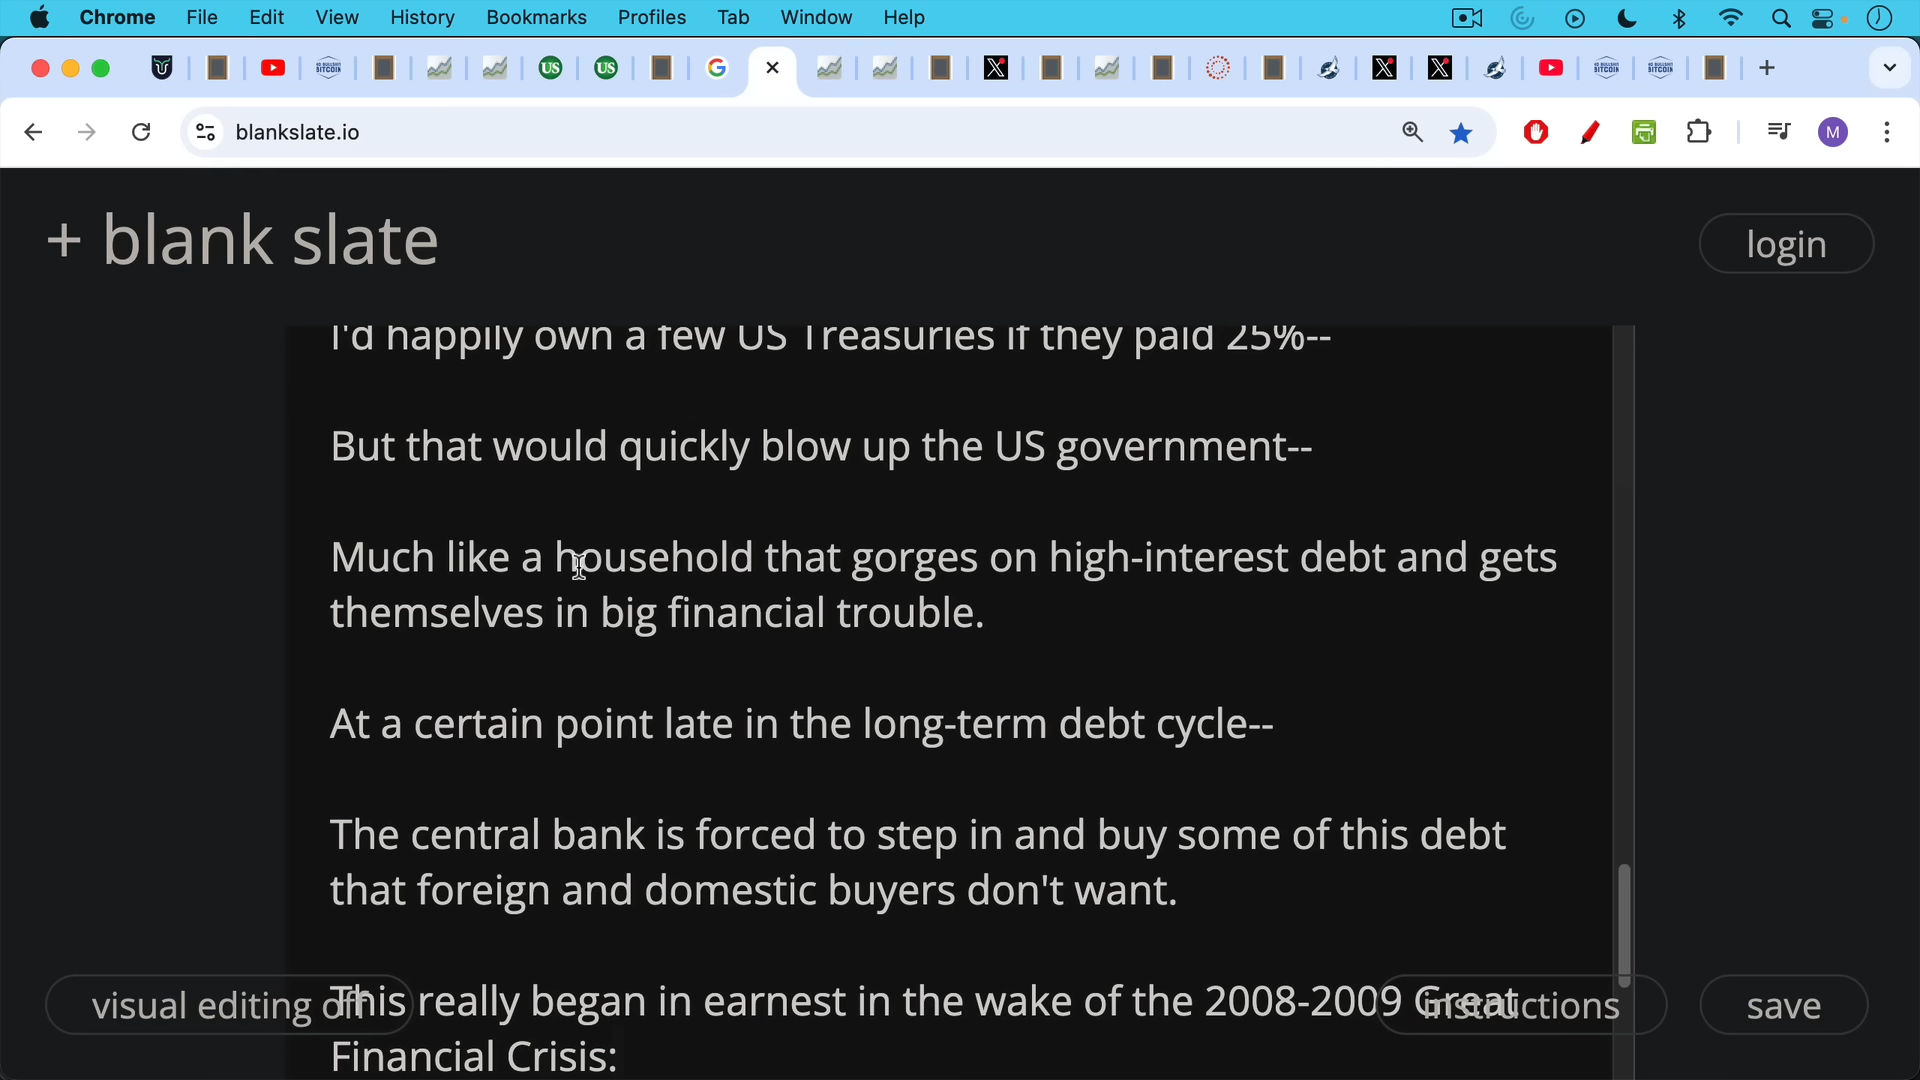 Chrome File Edit View History Bookmarks Profiles Tab Window Help
blankslate.io
M
+ blank slate
login
I'd happily own a few US Treasuries if they paid 25%--
But that would quickly blow up the US government--
Much like a household that gorges on high-interest debt and gets
themselves in big financial trouble.
At a certain point late in the long-term debt cycle--
The central bank is forced to step in and buy some of this debt
that foreign and domestic buyers don't want.
This really began in earnest in the wake of the 2008-2009 Great
Financial Crisis:
visual editing off
instructions
save